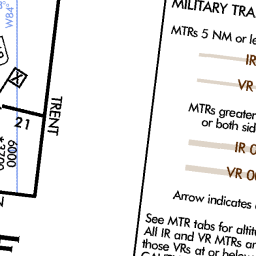 W84°
21
TRENT
6000
*3700
MILITARY TRA
MTRs 5 NM or le
IR
VR
MTRs greater
or both sid
IR 0
VR 00
Arrow indicates
See MTR tabs for altit
All IR and VR MTRs ar
those VRs at or below